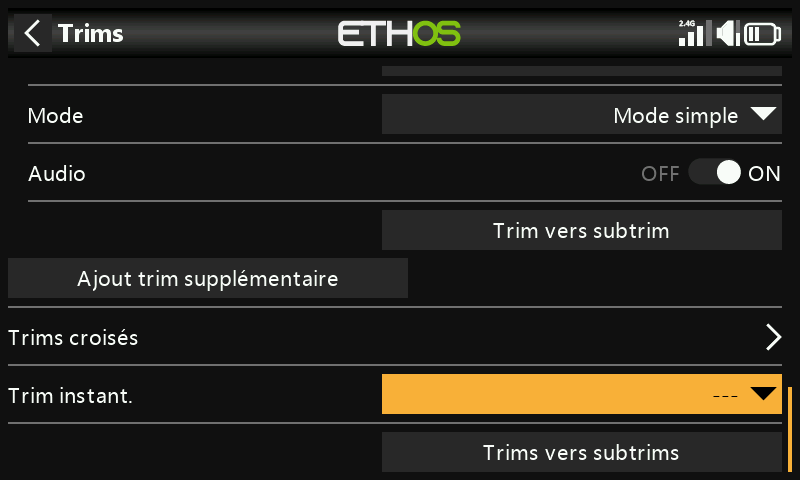 Trims
ETHOS
2.4G
Mode
Mode simple
Audio
OFF
ON
Trim vers subtrim
Ajout trim supplémentaire
Trims croisés
Trim instant.
---
Trims vers subtrims